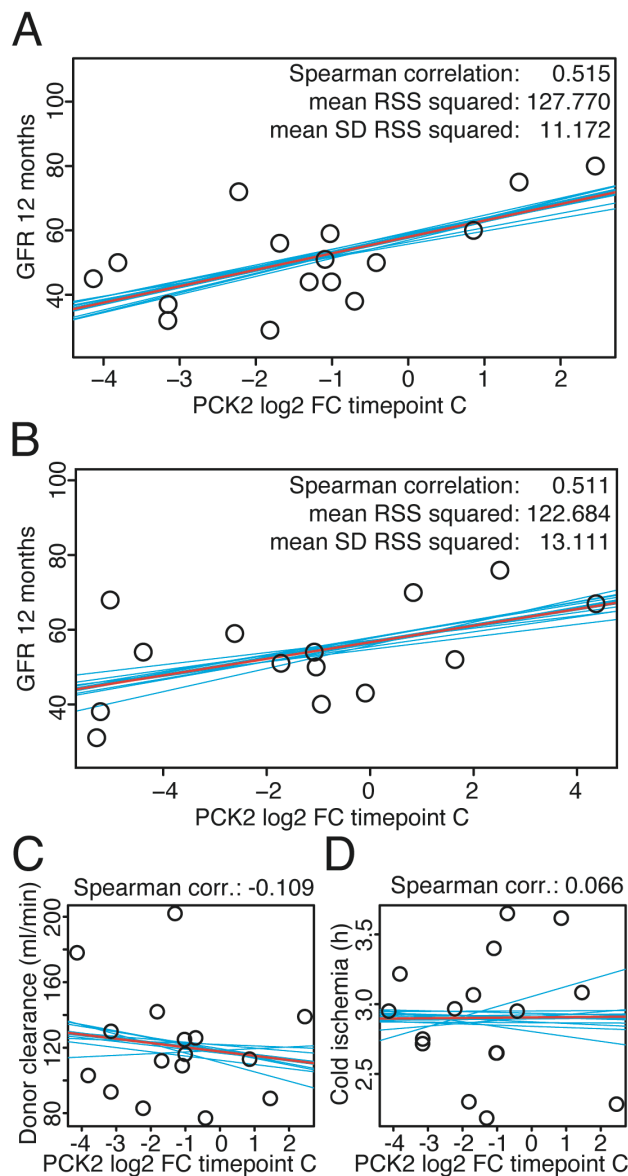 A
Spearman correlation: 0.515
mean RSS squared: 127.770
mean SD RSS squared: 11.172
GFR 12 months
40 60 80 100
−4 −3 −2 −1 0 1 2
PCK2 log2 FC timepoint C
B
Spearman correlation: 0.511
mean RSS squared: 122.684
mean SD RSS squared: 13.111
GFR 12 months
40 60 80 100
−4 −2 0 2 4
PCK2 log2 FC timepoint C
C
Spearman corr.: -0.109
Donor clearance (ml/min)
80 120 160 200
-4 -3 -2 -1 0 1 2
PCK2 log2 FC timepoint C
D
Spearman corr.: 0.066
Cold ischemia (h)
2.5 3.0 3.5
-4 -3 -2 -1 0 1 2
PCK2 log2 FC timepoint C